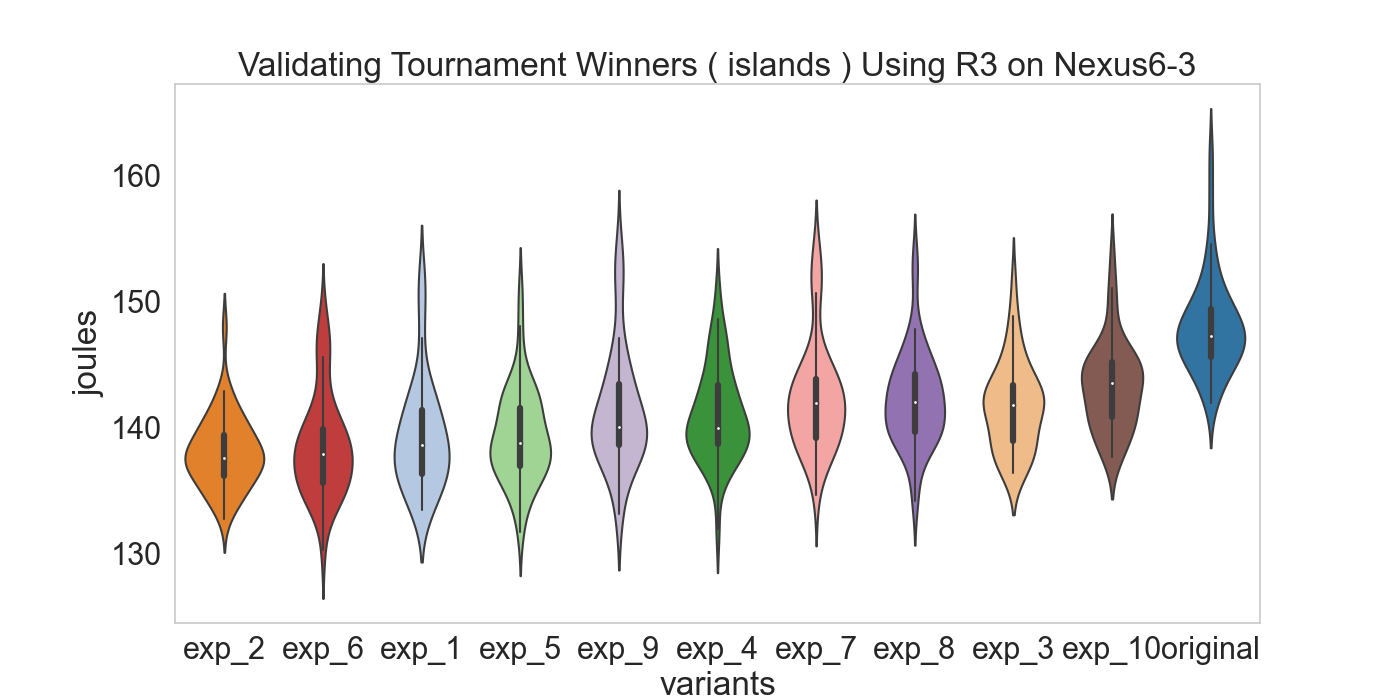 Validating Tournament Winners ( islands ) Using R3 on Nexus6-3
160
150
140
130
joules
exp_2 exp_6 exp_1 exp_5 exp_9 exp_4 exp_7 exp_8 exp_3 exp_10original
variants